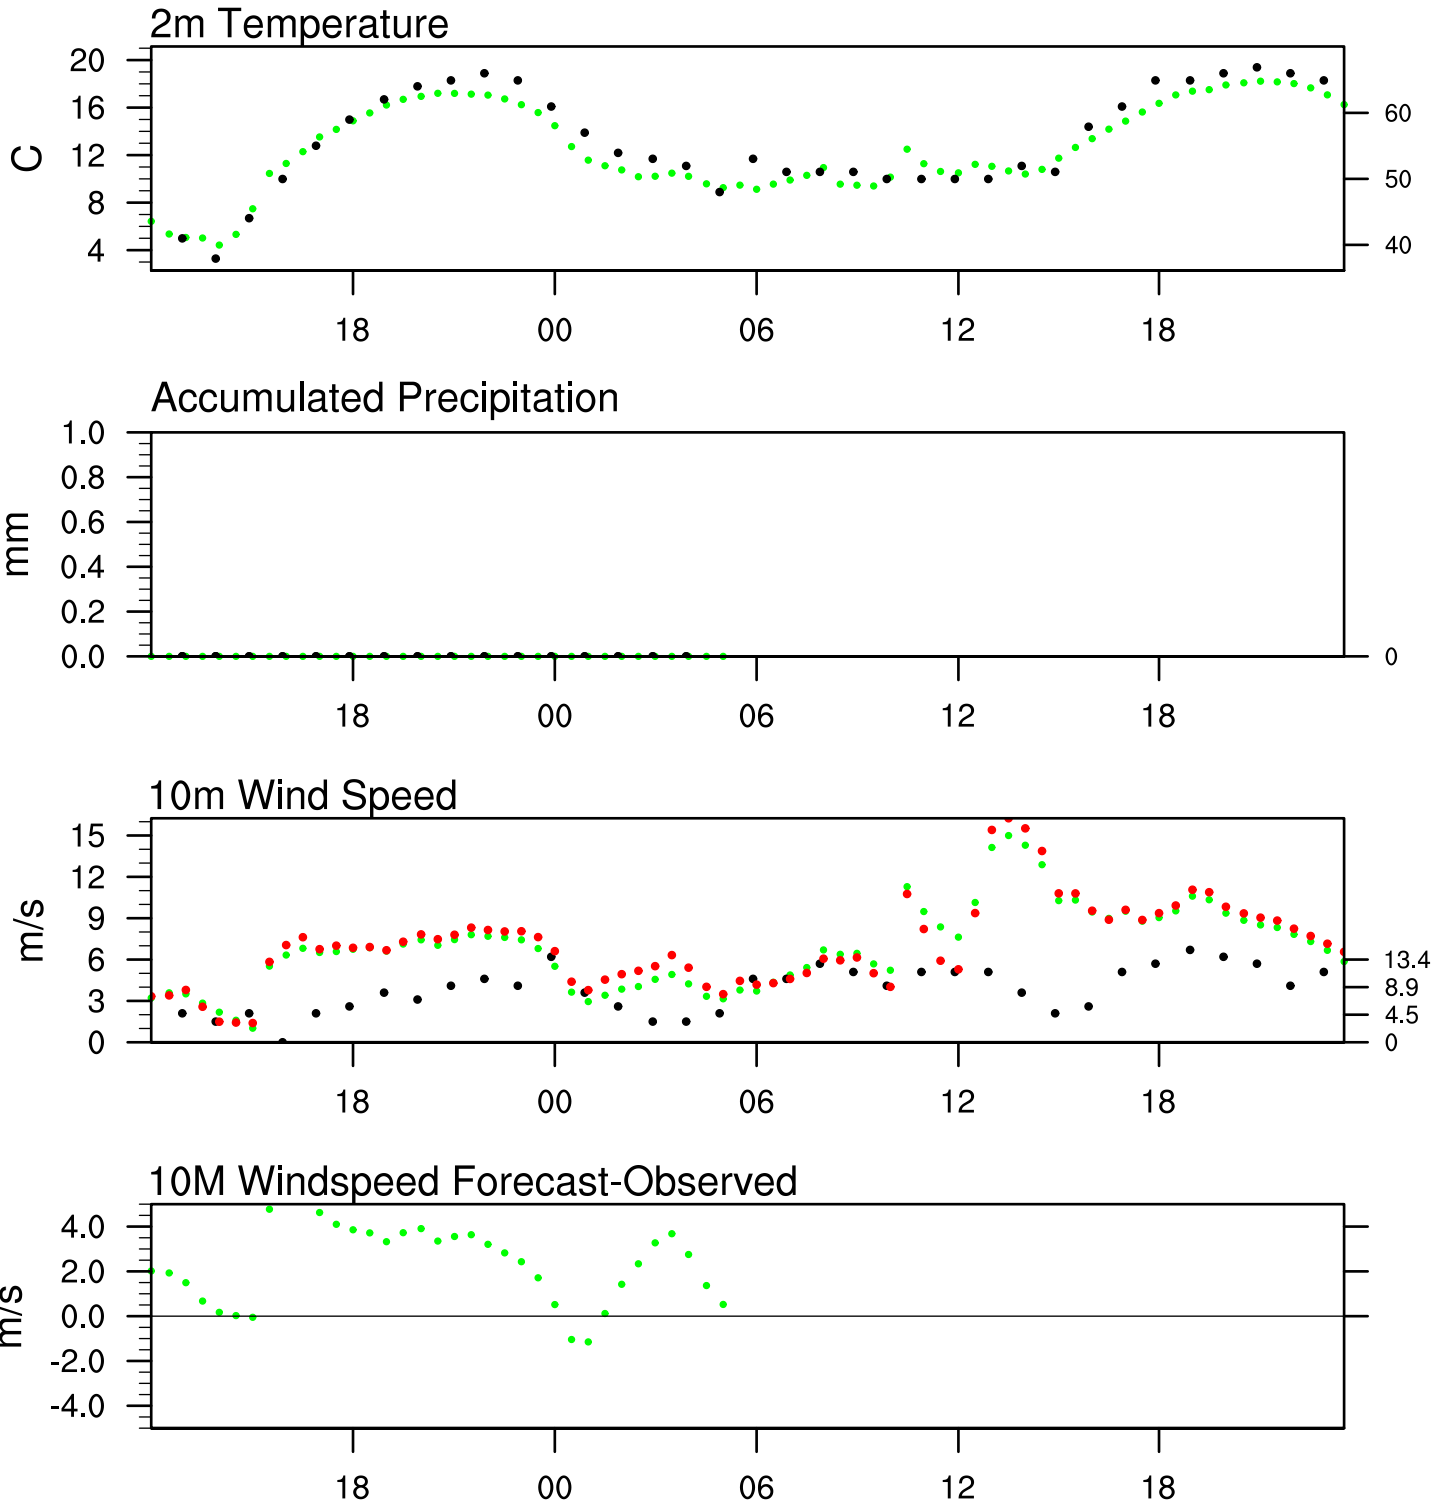 2m Temperature
20
16
12
8
4
C
60
50
40
18 00 06 12 18
Accumulated Precipitation
1.0
0.8
0.6
0.4
0.2
0.0
mm
0
18 00 06 12 18
10m Wind Speed
15
12
9
6
3
0
m/s
13.4
8.9
4.5
0
18 00 06 12 18
10M Windspeed Forecast-Observed
4.0
2.0
0.0
-2.0
-4.0
m/s
18 00 06 12 18